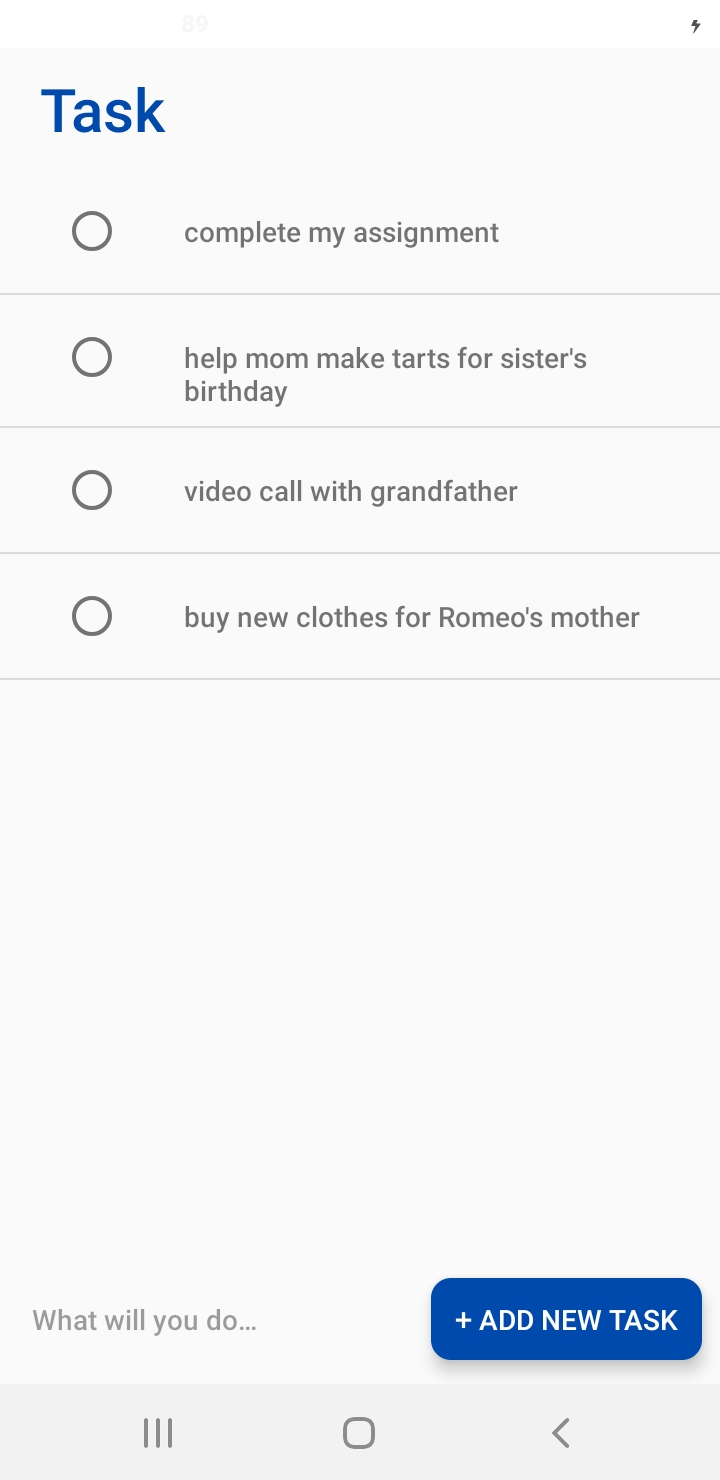 89
Task
complete my assignment
help mom make tarts for sister's
birthday
video call with grandfather
buy new clothes for Romeo's mother
What will you do...
+ ADD NEW TASK